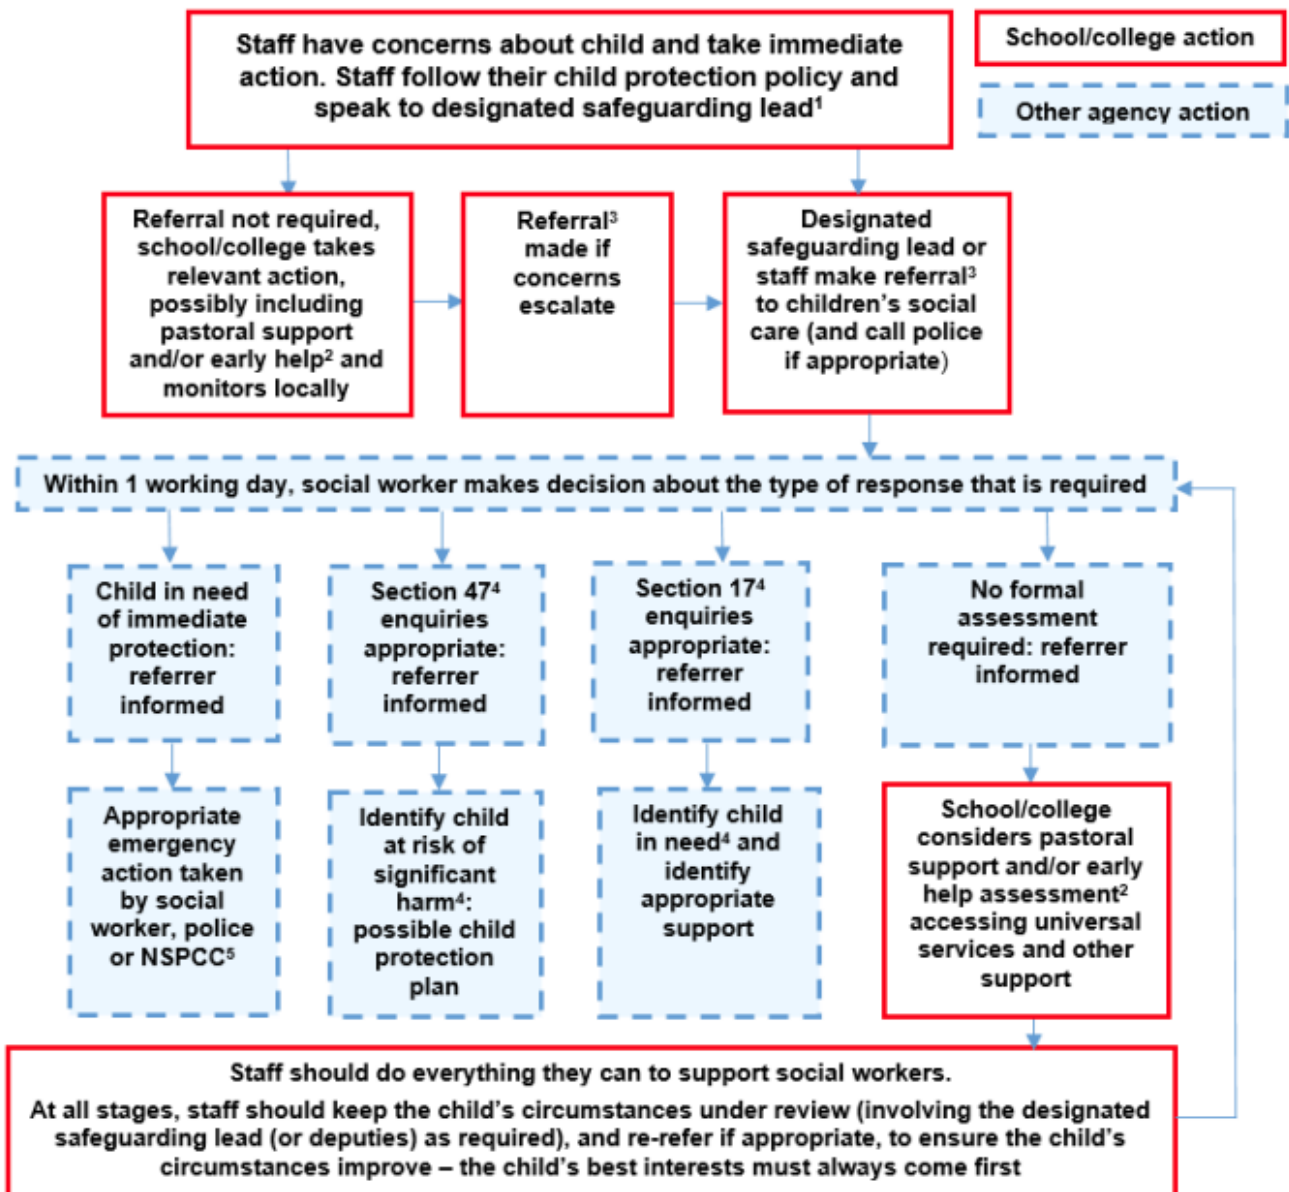 Staff have concerns about child and take immediate
action. Staff follow their child protection policy and
speak to designated safeguarding lead¹
School/college action
Other agency action
Referral not required,
school/college takes
relevant action,
possibly including
pastoral support
and/or early help² and
monitors locally
Referral³
made if
concerns
escalate
Designated
safeguarding lead or
staff make referral³
to children’s social
care (and call police
if appropriate)
Within 1 working day, social worker makes decision about the type of response that is required
Child in need
of immediate
protection:
referrer
informed
Section 47⁴
enquiries
appropriate:
referrer
informed
Section 17⁴
enquiries
appropriate:
referrer
informed
No formal
assessment
required: referrer
informed
Appropriate
emergency
action taken
by social
worker, police
or NSPCC⁵
Identify child
at risk of
significant
harm⁴:
possible child
protection
plan
Identify child
in need⁴ and
identify
appropriate
support
School/college
considers pastoral
support and/or early
help assessment²
accessing universal
services and other
support
Staff should do everything they can to support social workers.
At all stages, staff should keep the child’s circumstances under review (involving the designated
safeguarding lead (or deputies) as required), and re-refer if appropriate, to ensure the child’s
circumstances improve – the child’s best interests must always come first